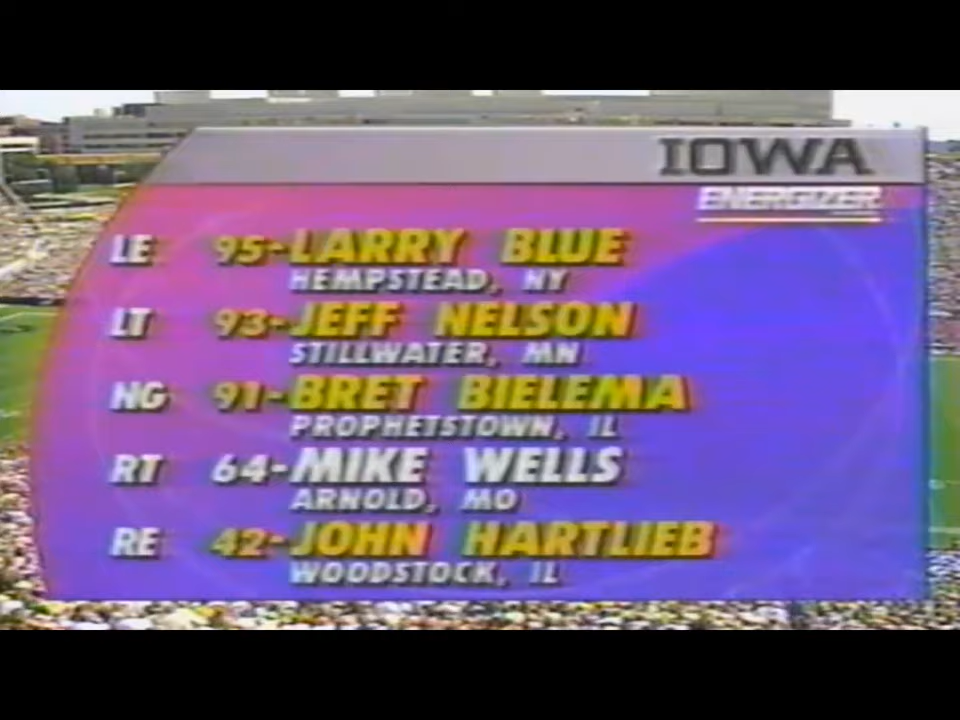 IOWA
ENERGIZER
LE 95-LARRY BLUE
HEMPSTEAD, NY
LT 93-JEFF NELSON
STILLWATER, MN
NG 91-BRET BIELEMA
PROPHETSTOWN, IL
RT 64-MIKE WELLS
ARNOLD, MO
RE 42-JOHN HARTLIEB
WOODSTOCK, IL